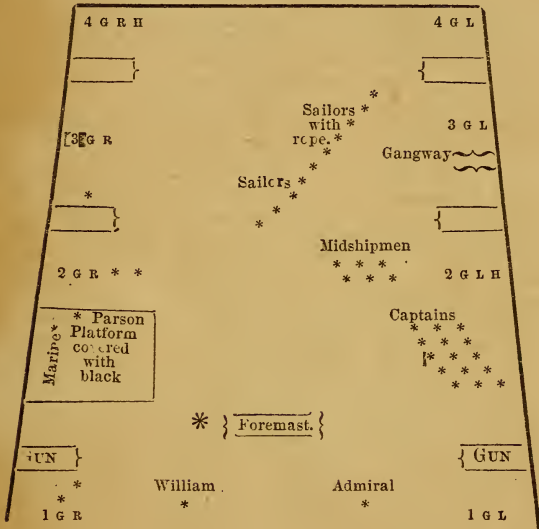 4 G R H 4 G L
Sailors *
with *
rope. *
3 G R 3 G L
Gangway
Sailors *
*
Midshipmen
* * *
* * *
2 G R * * 2 G L H
Captains
* * *
* * *
* * *
* * *
* * *
Marine * * Parson
Platform
covered
with
black
* } Foremast. {
GUN } { GUN
*
*
William Admiral
* *
1 G R 1 G L